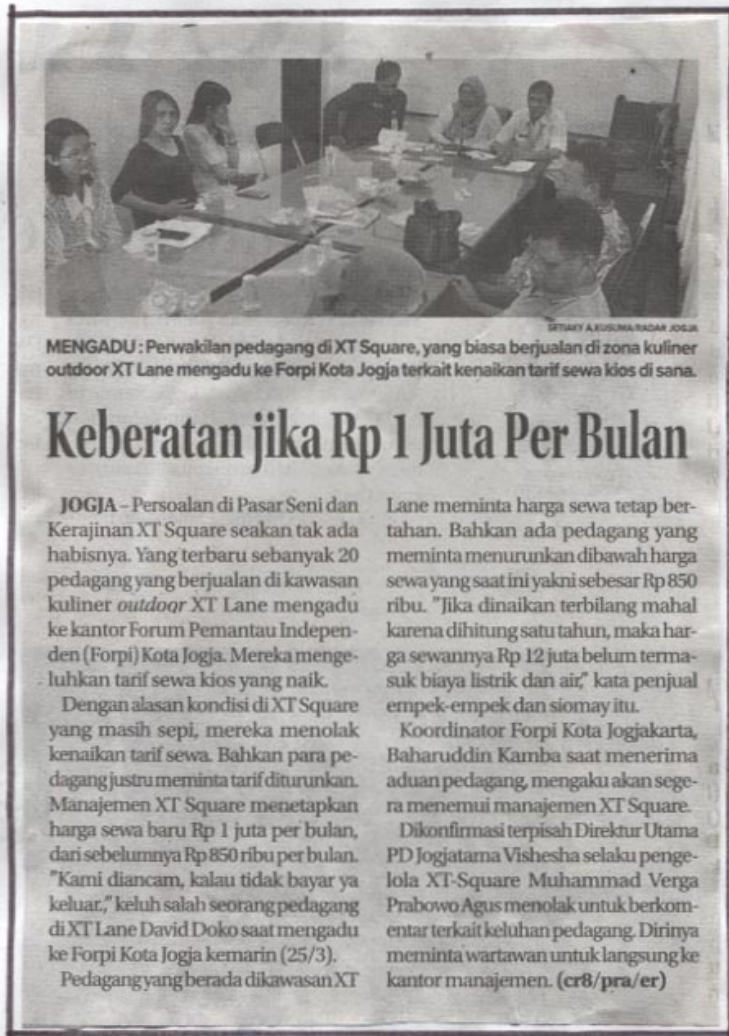 SETIAKY A.KUSUMA/RADAR JOGJA
MENGADU : Perwakilan pedagang di XT Square, yang biasa berjualan di zona kuliner
outdoor XT Lane mengadu ke Forpi Kota Jogja terkait kenaikan tarif sewa kios di sana.
Keberatan jika Rp 1 Juta Per Bulan
JOGJA – Persoalan di Pasar Seni dan
Kerajinan XT Square seakan tak ada
habisnya. Yang terbaru sebanyak 20
pedagang yang berjualan di kawasan
kuliner outdoor XT Lane mengadu
ke kantor Forum Pemantau Indepen-
den (Forpi) Kota Jogja. Mereka menge-
luhkan tarif sewa kios yang naik.
Dengan alasan kondisi di XT Square
yang masih sepi, mereka menolak
kenaikan tarif sewa. Bahkan para pe-
dagang justru meminta tarif diturunkan.
Manajemen XT Square menetapkan
harga sewa baru Rp 1 juta per bulan,
dari sebelumnya Rp 850 ribu per bulan.
"Kami diancam, kalau tidak bayar ya
keluar.," keluh salah seorang pedagang
di XT Lane David Doko saat mengadu
ke Forpi Kota Jogja kemarin (25/3).
Pedagang yang berada dikawasan XT
Lane meminta harga sewa tetap ber-
tahan. Bahkan ada pedagang yang
meminta menurunkan dibawah harga
sewa yang saat ini yakni sebesar Rp 850
ribu. "Jika dinaikan terbilang mahal
karena dihitung satu tahun, maka har-
ga sewannya Rp 12 juta belum terma-
suk biaya listrik dan air," kata penjual
empek-empek dan siomay itu.
Koordinator Forpi Kota Jogjakarta,
Baharuddin Kamba saat menerima
aduan pedagang, mengaku akan sege-
ra menemui manajemen XT Square.
Dikonfirmasi terpisah Direktur Utama
PD Jogjatama Vishesha selaku penge-
lola XT-Square Muhammad Verga
Prabowo Agus menolak untuk berkom-
entar terkait keluhan pedagang. Dirinya
meminta wartawan untuk langsung ke
kantor manajemen. (cr8/pra/er)